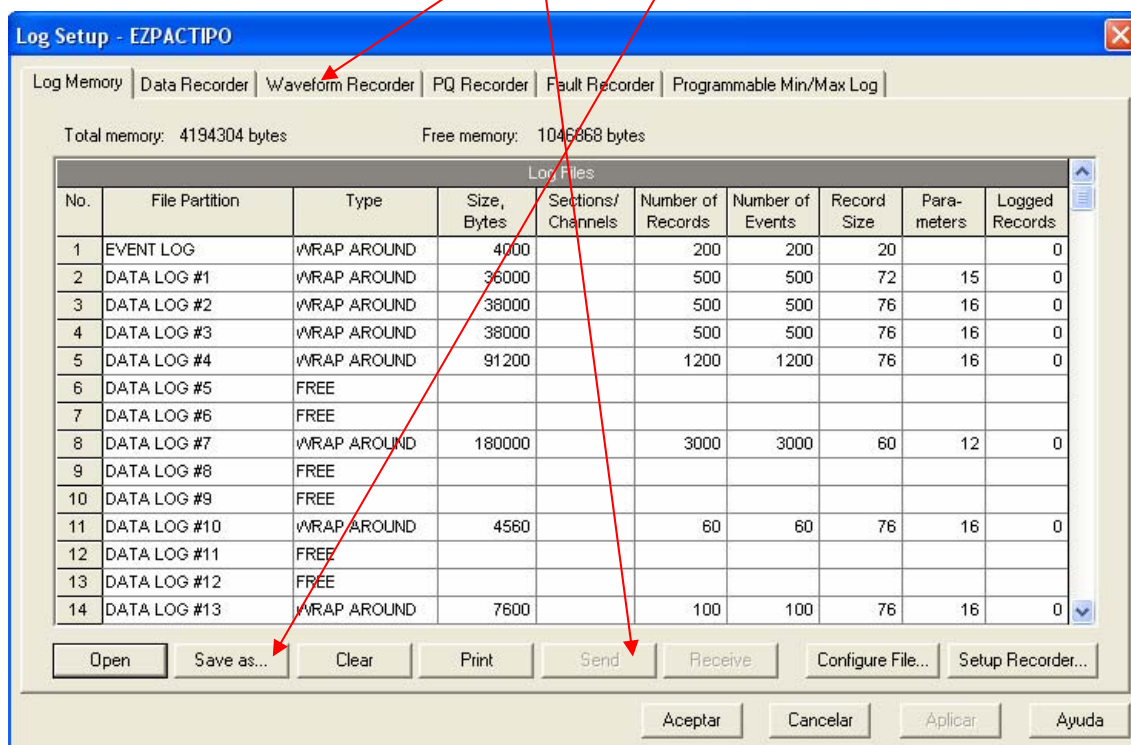 Log Setup - EZPACTIPO
Log Memory Data Recorder Waveform Recorder PQ Recorder Fault Recorder Programmable Min/Max Log
Total memory: 4194304 bytes Free memory: 1046868 bytes
Log Files
No. File Partition Type Size, Bytes Sections/ Channels Number of Records Number of Events Record Size Para- meters Logged Records
1 EVENT LOG WRAP AROUND 4000 200 200 20 0
2 DATA LOG #1 WRAP AROUND 36000 500 500 72 15 0
3 DATA LOG #2 WRAP AROUND 38000 500 500 76 16 0
4 DATA LOG #3 WRAP AROUND 38000 500 500 76 16 0
5 DATA LOG #4 WRAP AROUND 91200 1200 1200 76 16 0
6 DATA LOG #5 FREE
7 DATA LOG #6 FREE
8 DATA LOG #7 WRAP AROUND 180000 3000 3000 60 12 0
9 DATA LOG #8 FREE
10 DATA LOG #9 FREE
11 DATA LOG #10 WRAP AROUND 4560 60 60 76 16 0
12 DATA LOG #11 FREE
13 DATA LOG #12 FREE
14 DATA LOG #13 WRAP AROUND 7600 100 100 76 16 0
Open Save as... Clear Print Send Receive Configure File... Setup Recorder...
Aceptar Cancelar Aplicar Ayuda